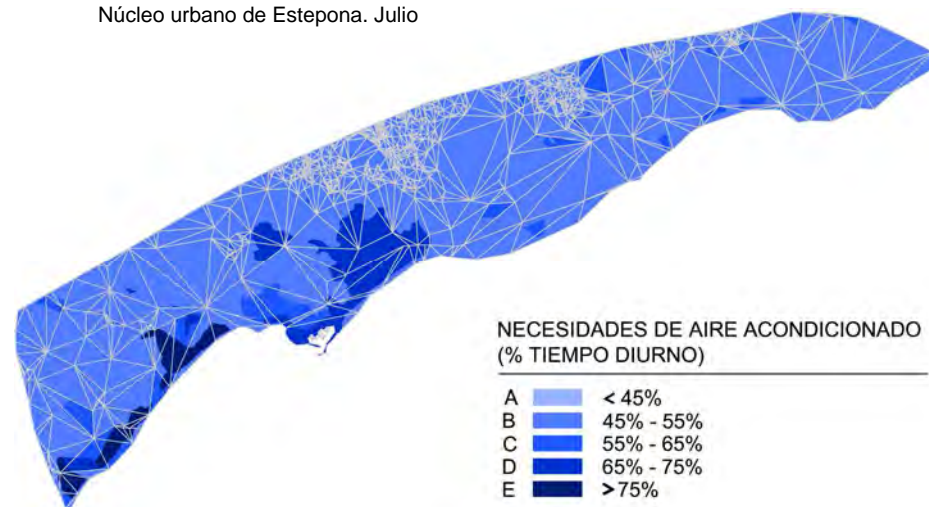 Núcleo urbano de Estepona. Julio
NECESIDADES DE AIRE ACONDICIONADO
(% TIEMPO DIURNO)
A < 45%
B 45% - 55%
C 55% - 65%
D 65% - 75%
E >75%